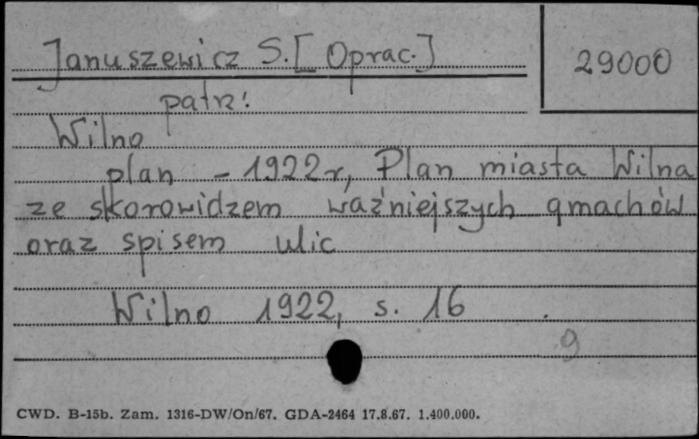 Januszewicz S. [Oprac.]
29000
patrz:
Wilno
plan - 1922 r, Plan miasta Wilna
ze skorowidzem ważniejszych gmachów
oraz spisem ulic
Wilno 1922, s. 16
9
CWD. B-15b. Zam. 1316-DW/On/67. GDA-2464 17.8.67. 1.400.000.